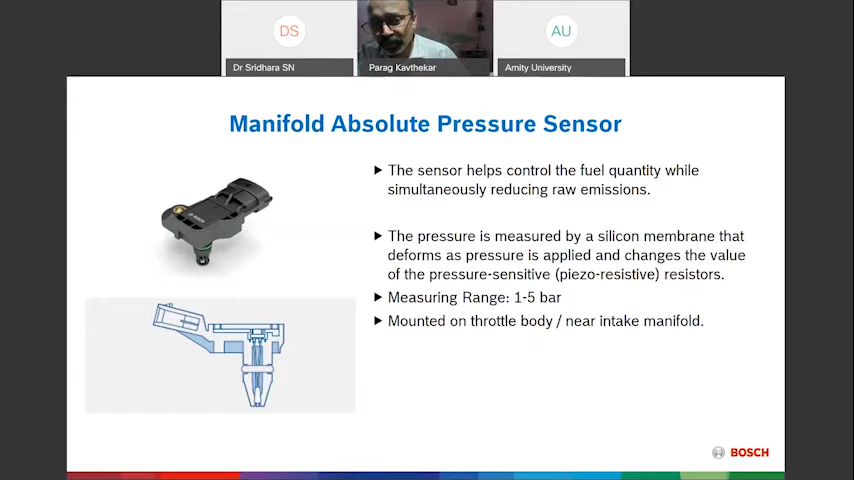 DS
AU
Dr Sridhara SN
Parag Kavthekar
Amity University
Manifold Absolute Pressure Sensor
The sensor helps control the fuel quantity while
simultaneously reducing raw emissions.
The pressure is measured by a silicon membrane that
deforms as pressure is applied and changes the value
of the pressure-sensitive (piezo-resistive) resistors.
Measuring Range: 1-5 bar
Mounted on throttle body / near intake manifold.
BOSCH
BOSCH